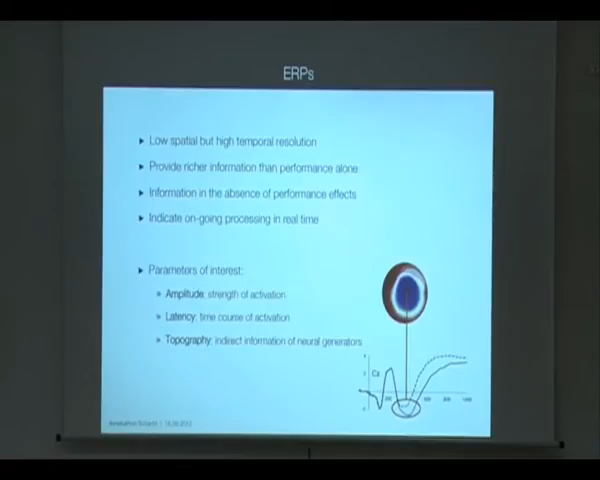 ERPs
Low spatial but high temporal resolution
Provide richer information than performance alone
Information in the absence of performance effects
Indicate on-going processing in real time
Parameters of interest:
Amplitude: strength of activation
Latency: time course of activation
Topography: indirect information of neural generators
Cz